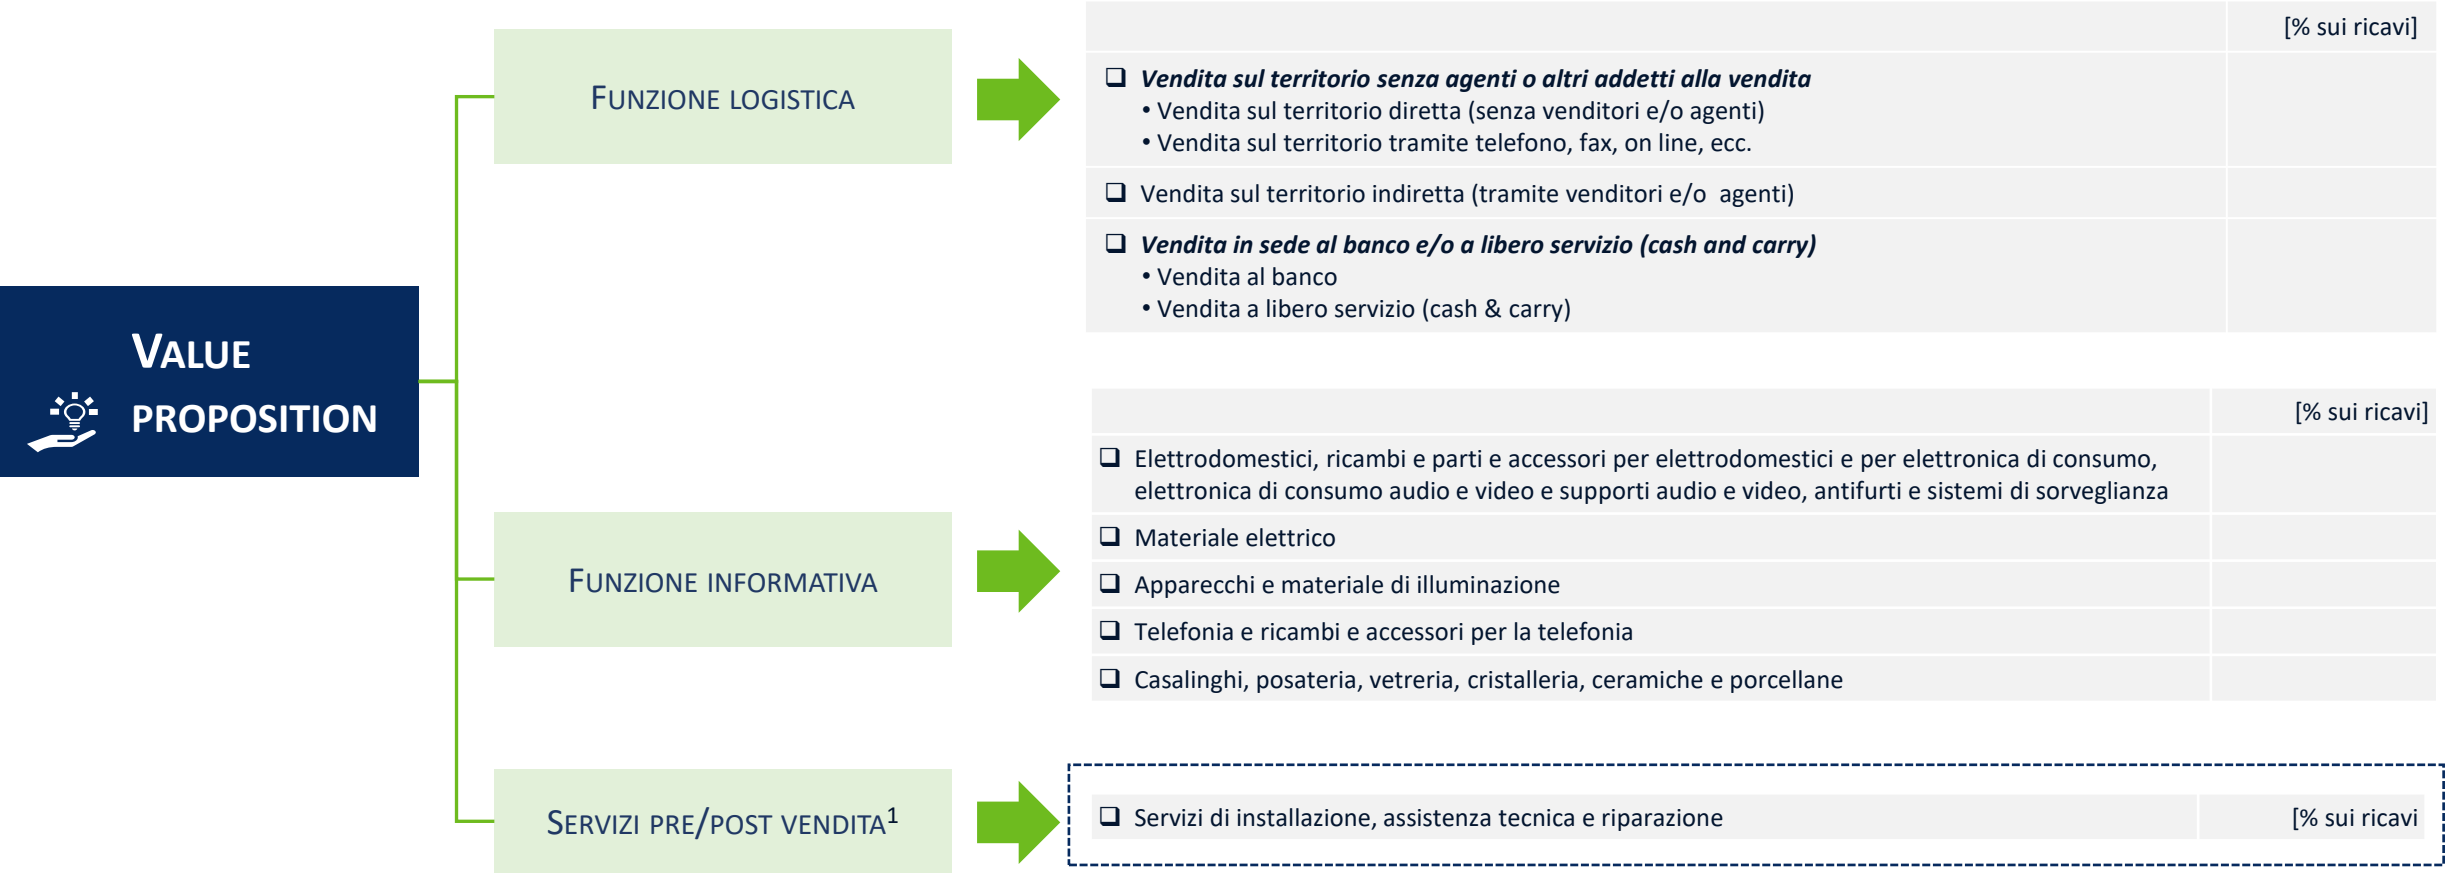 VALUE
PROPOSITION
FUNZIONE LOGISTICA
[% sui ricavi]
❑ Vendita sul territorio senza agenti o altri addetti alla vendita
• Vendita sul territorio diretta (senza venditori e/o agenti)
• Vendita sul territorio tramite telefono, fax, on line, ecc.
❑ Vendita sul territorio indiretta (tramite venditori e/o agenti)
❑ Vendita in sede al banco e/o a libero servizio (cash and carry)
• Vendita al banco
• Vendita a libero servizio (cash & carry)
FUNZIONE INFORMATIVA
[% sui ricavi]
❑ Elettrodomestici, ricambi e parti e accessori per elettrodomestici e per elettronica di consumo,
elettronica di consumo audio e video e supporti audio e video, antifurti e sistemi di sorveglianza
❑ Materiale elettrico
❑ Apparecchi e materiale di illuminazione
❑ Telefonia e ricambi e accessori per la telefonia
❑ Casalinghi, posateria, vetreria, cristalleria, ceramiche e porcellane
SERVIZI PRE/POST VENDITA¹
❑ Servizi di installazione, assistenza tecnica e riparazione
[% sui ricavi